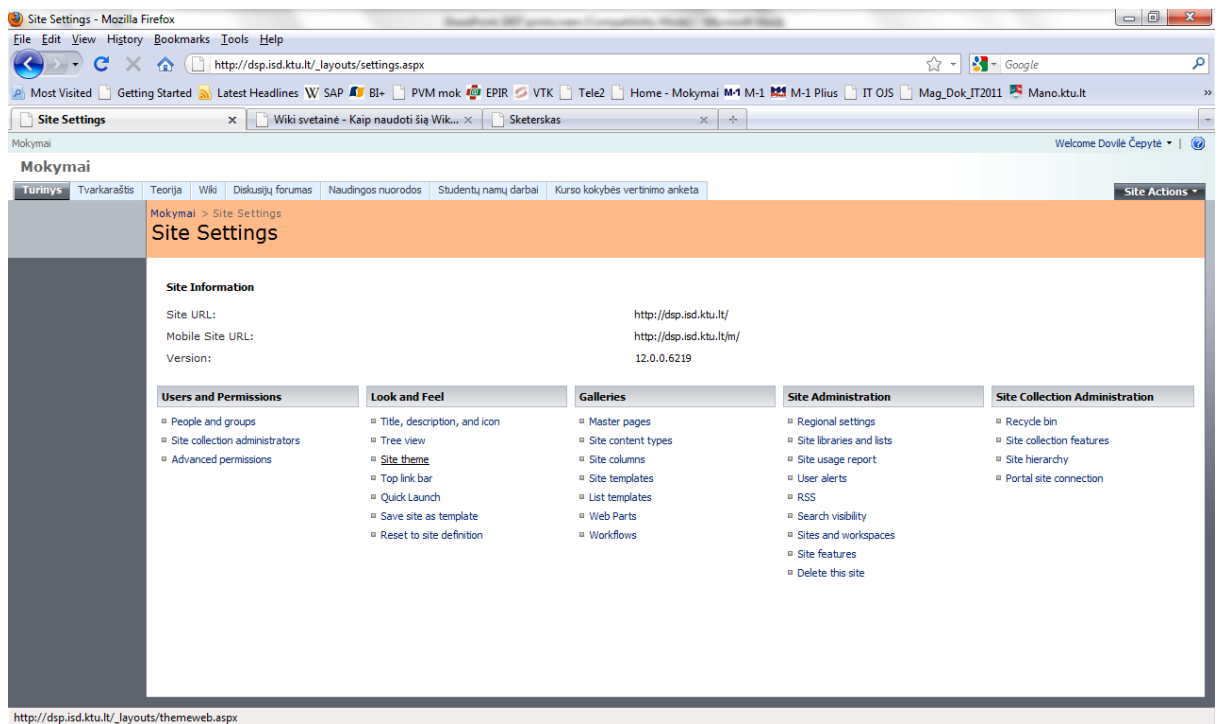 Site Settings - Mozilla Firefox
File Edit View History Bookmarks Tools Help
http://dsp.isd.ktu.lt/_layouts/settings.aspx
Google
Most Visited Getting Started Latest Headlines SAP BI+ PVM mok EPIR VTK Tele2 Home - Mokymai M-1 M-1 M-1 Plius IT OJS Mag_Dok_IT2011 Mano.ktu.lt »
Site Settings Wiki svetainė - Kaip naudoti šią Wik... Sketerskas
Mokymai Welcome Dovilė Čepytė
Mokymai
Turinys Tvarkaraštis Teorija Wiki Diskusijų forumas Naudingos nuorodos Studentų namų darbai Kurso kokybės vertinimo anketa Site Actions
Mokymai > Site Settings
Site Settings
Site Information
Site URL: http://dsp.isd.ktu.lt/
Mobile Site URL: http://dsp.isd.ktu.lt/m/
Version: 12.0.0.6219
Users and Permissions
People and groups
Site collection administrators
Advanced permissions
Look and Feel
Title, description, and icon
Tree view
Site theme
Top link bar
Quick Launch
Save site as template
Reset to site definition
Galleries
Master pages
Site content types
Site columns
Site templates
List templates
Web Parts
Workflows
Site Administration
Regional settings
Site libraries and lists
Site usage report
User alerts
RSS
Search visibility
Sites and workspaces
Site features
Delete this site
Site Collection Administration
Recycle bin
Site collection features
Site hierarchy
Portal site connection
http://dsp.isd.ktu.lt/_layouts/themeweb.aspx